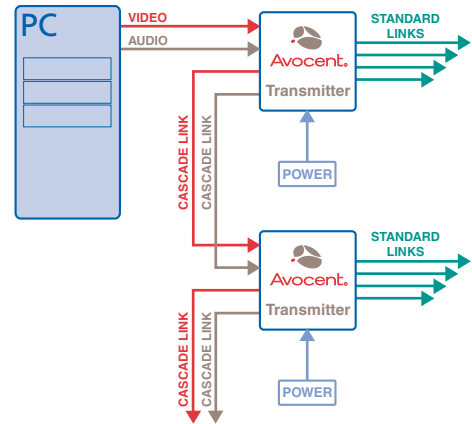 PC
VIDEO
AUDIO
Avocent®
Transmitter
STANDARD
LINKS
CASCADE LINK
CASCADE LINK
POWER
Avocent®
Transmitter
STANDARD
LINKS
CASCADE LINK
CASCADE LINK
POWER